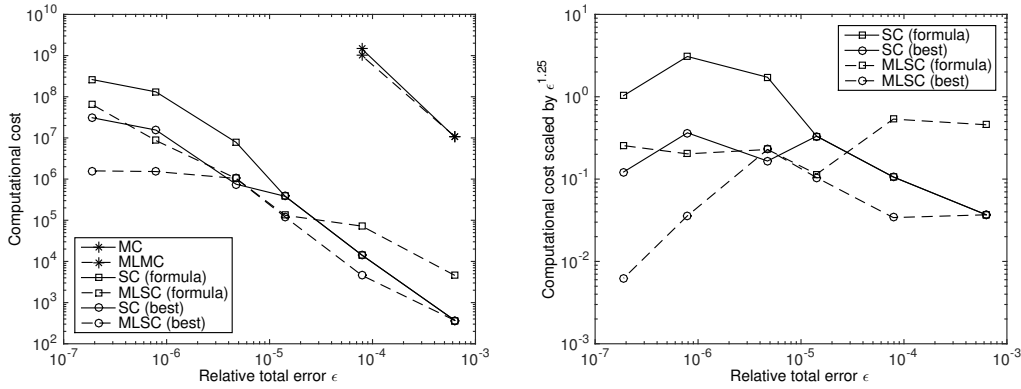 10^10
10^9
10^8
10^7
10^6
10^5
10^4
10^3
10^2
Computational cost
MC
MLMC
SC (formula)
MLSC (formula)
SC (best)
MLSC (best)
10^-7
10^-6
10^-5
10^-4
10^-3
Relative total error ϵ
10^1
10^0
10^-1
10^-2
10^-3
Computational cost scaled by ϵ^1.25
SC (formula)
SC (best)
MLSC (formula)
MLSC (best)
10^-7
10^-6
10^-5
10^-4
10^-3
Relative total error ϵ